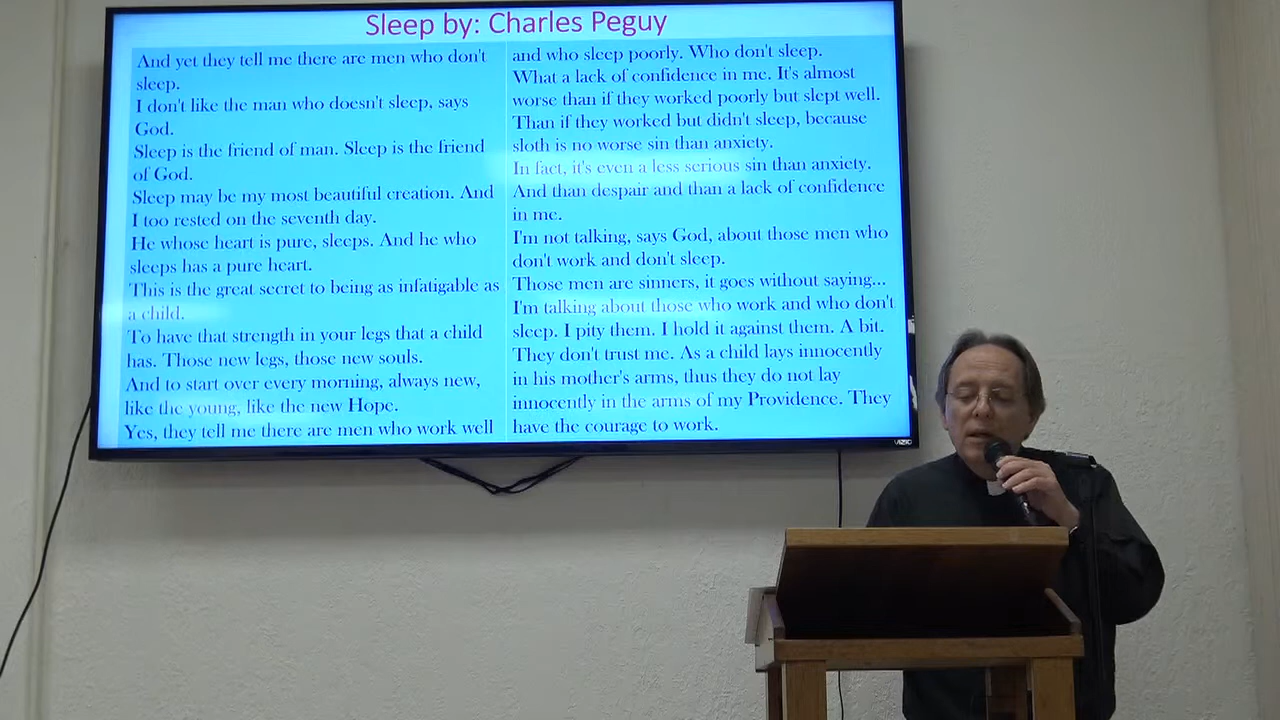 Sleep by: Charles Peguy
And yet they tell me there are men who don't
sleep.
I don't like the man who doesn't sleep, says
God.
Sleep is the friend of man. Sleep is the friend
of God.
Sleep may be my most beautiful creation. And
I too rested on the seventh day.
He whose heart is pure, sleeps. And he who
sleeps has a pure heart.
This is the great secret to being as infatigable as
a child.
To have that strength in your legs that a child
has. Those new legs, those new souls.
And to start over every morning, always new,
like the young, like the new Hope.
Yes, they tell me there are men who work well
and who sleep poorly. Who don't sleep.
What a lack of confidence in me. It's almost
worse than if they worked poorly but slept well.
Than if they worked but didn't sleep, because
sloth is no worse sin than anxiety.
In fact, it's even a less serious sin than anxiety.
And than despair and than a lack of confidence
in me.
I'm not talking, says God, about those men who
don't work and don't sleep.
Those men are sinners, it goes without saying...
I'm talking about those who work and who don't
sleep. I pity them. I hold it against them. A bit.
They don't trust me. As a child lays innocently
in his mother's arms, thus they do not lay
innocently in the arms of my Providence. They
have the courage to work.
VIZIO